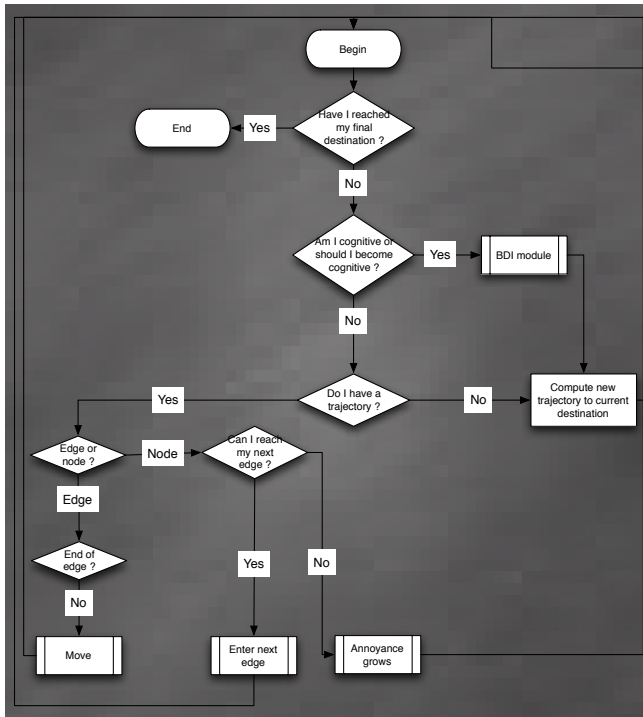 Begin
Have I reached
my final
destination ?
Yes
End
No
Am I cognitive or
should I become
cognitive ?
Yes
BDI module
No
Do I have a
trajectory ?
Yes
No
Compute new
trajectory to current
destination
Edge or
node ?
Node
Can I reach
my next
edge ?
Edge
End of
edge ?
Yes
No
No
Move
Enter next
edge
Annoyance
grows